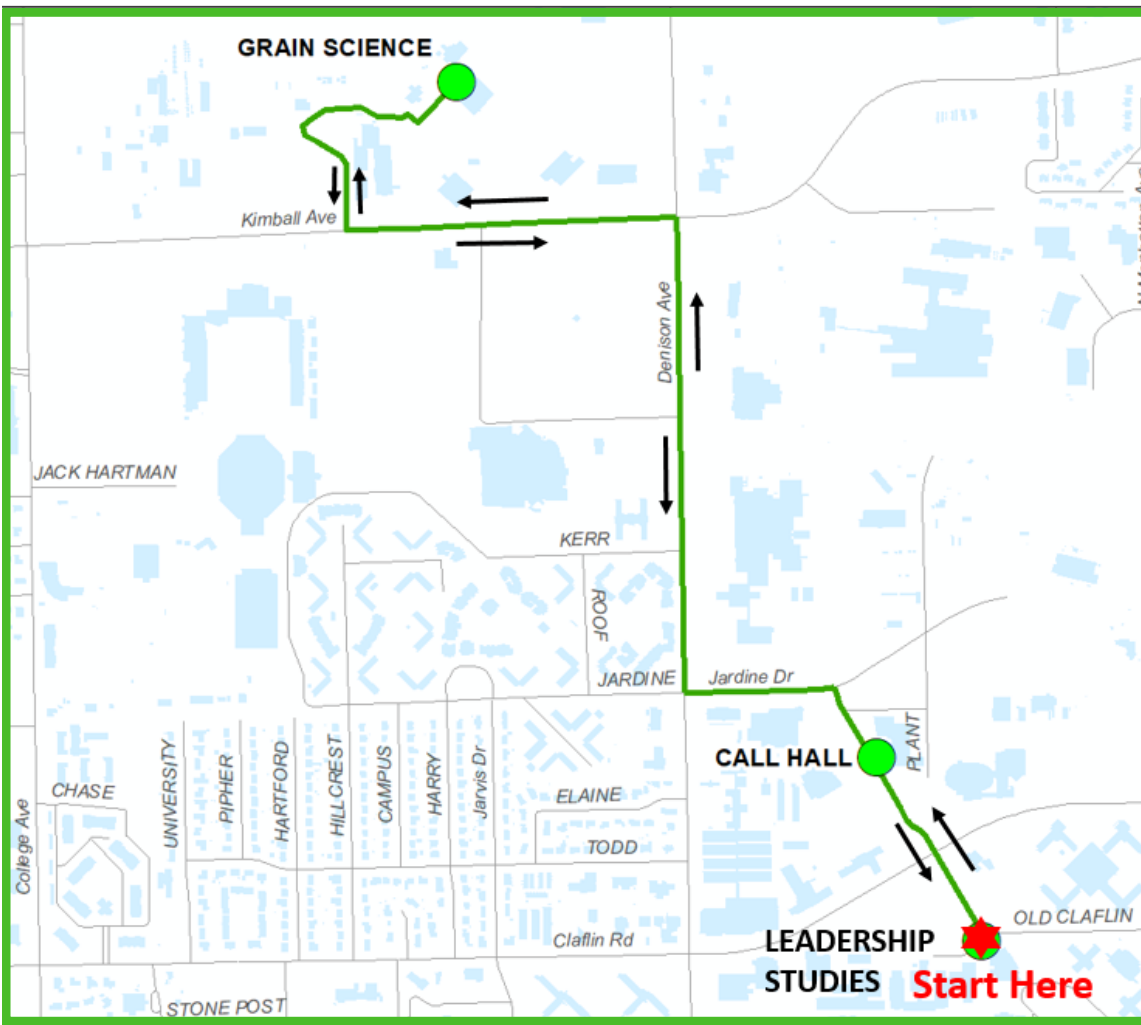 GRAIN SCIENCE
Kimball Ave
Denison Ave
JACK HARTMAN
KERR
ROOF
JARDINE
Jardine Dr
CALL HALL
PLANT
CHASE
UNIVERSITY
PIPHER
HARTFORD
HILLCREST
CAMPUS
HARRY
Jarvis Dr
ELAINE
TODD
College Ave
Claflin Rd
OLD CLAFLIN
LEADERSHIP
STUDIES
Start Here
STONE POST